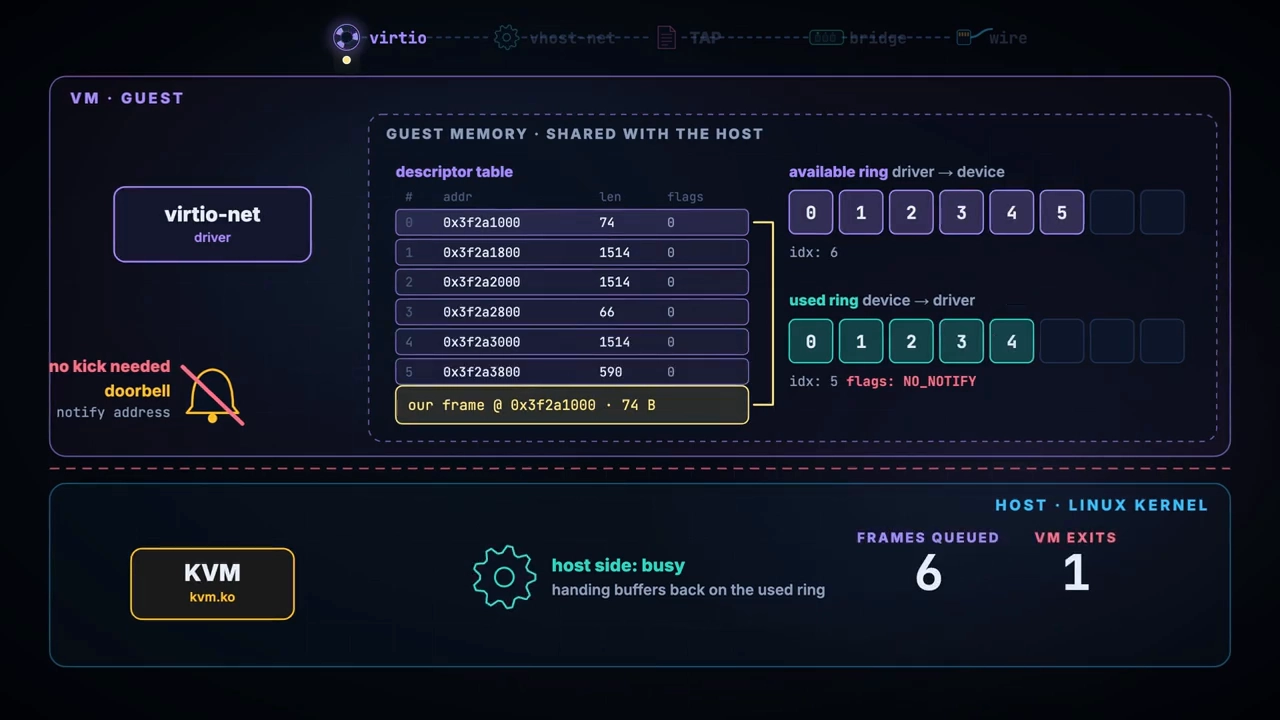 virtio vhost-net TAP bridge wire
VM · GUEST
GUEST MEMORY · SHARED WITH THE HOST
virtio-net
driver
descriptor table
# addr len flags
0 0x3f2a1000 74 0
1 0x3f2a1800 1514 0
2 0x3f2a2000 1514 0
3 0x3f2a2800 66 0
4 0x3f2a3000 1514 0
5 0x3f2a3800 590 0
our frame @ 0x3f2a1000 · 74 B
available ring driver → device
0 1 2 3 4 5
idx: 6
used ring device → driver
0 1 2 3 4
idx: 5 flags: NO_NOTIFY
no kick needed
doorbell
notify address
HOST · LINUX KERNEL
KVM
kvm.ko
host side: busy
handing buffers back on the used ring
FRAMES QUEUED
6
VM EXITS
1